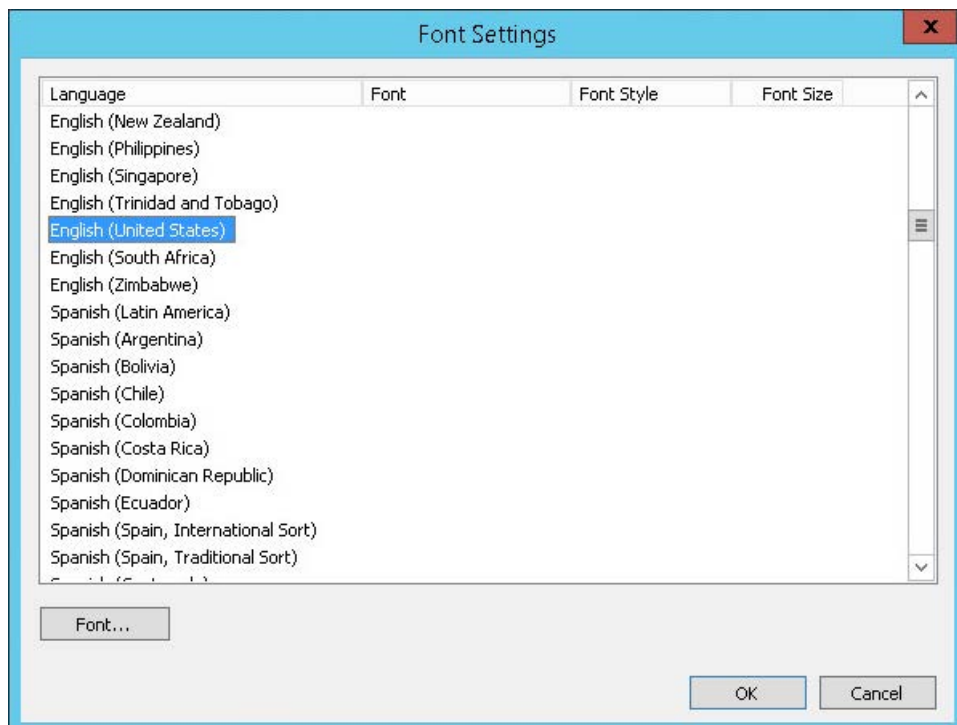 Font Settings
x
Language Font Font Style Font Size
English (New Zealand)
English (Philippines)
English (Singapore)
English (Trinidad and Tobago)
English (United States)
English (South Africa)
English (Zimbabwe)
Spanish (Latin America)
Spanish (Argentina)
Spanish (Bolivia)
Spanish (Chile)
Spanish (Colombia)
Spanish (Costa Rica)
Spanish (Dominican Republic)
Spanish (Ecuador)
Spanish (Spain, International Sort)
Spanish (Spain, Traditional Sort)
Font...
OK Cancel